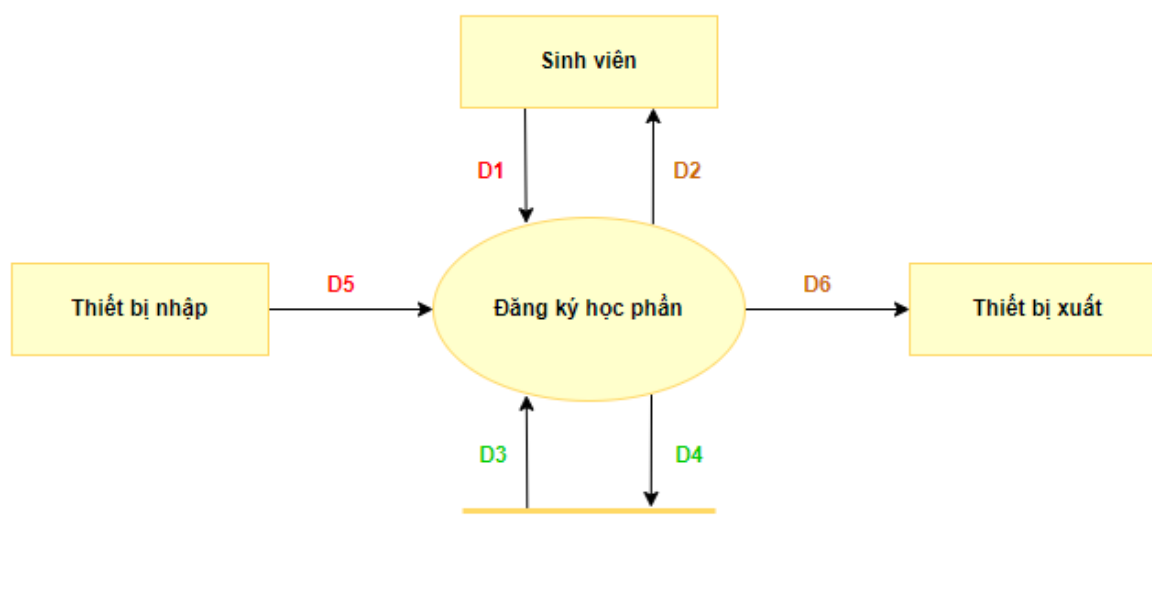 Sinh viên
D1
D2
Thiết bị nhập
D5
Đăng ký học phần
D6
Thiết bị xuất
D3
D4